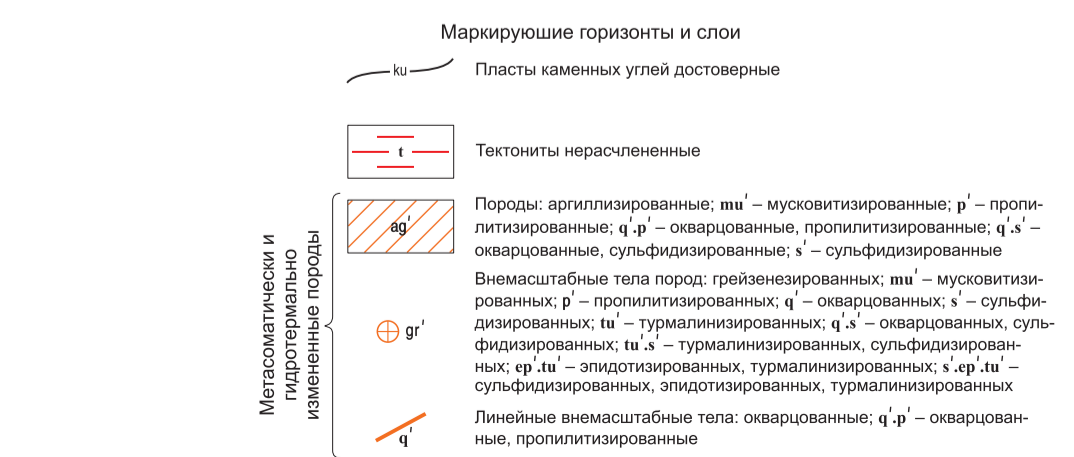 Маркируюшие горизонты и слои
ku
Пласты каменных углей достоверные
t
Тектониты нерасчлененные
Метасоматически и
гидротермально
измененные породы
ag'
Породы: аргиллизированные; mu' – мусковитизированные; p' – пропи-
литизированные; q'.p' – окварцованные, пропилитизированные; q'.s' –
окварцованные, сульфидизированные; s' – сульфидизированные
gr'
Внемасштабные тела пород: грейзенезированных; mu' – мусковитизи-
рованных; p' – пропилитизированных; q' – окварцованных; s' – сульфи-
дизированных; tu' – турмалинизированных; q'.s' – окварцованных, суль-
фидизированных; tu'.s' – турмалинизированных, сульфидизирован-
ных; ep'.tu' – эпидотизированных, турмалинизированных; s'.ep'.tu' –
сульфидизированных, эпидотизированных, турмалинизированных
q'
Линейные внемасштабные тела: окварцованные; q'.p' – окварцован-
ные, пропилитизированные